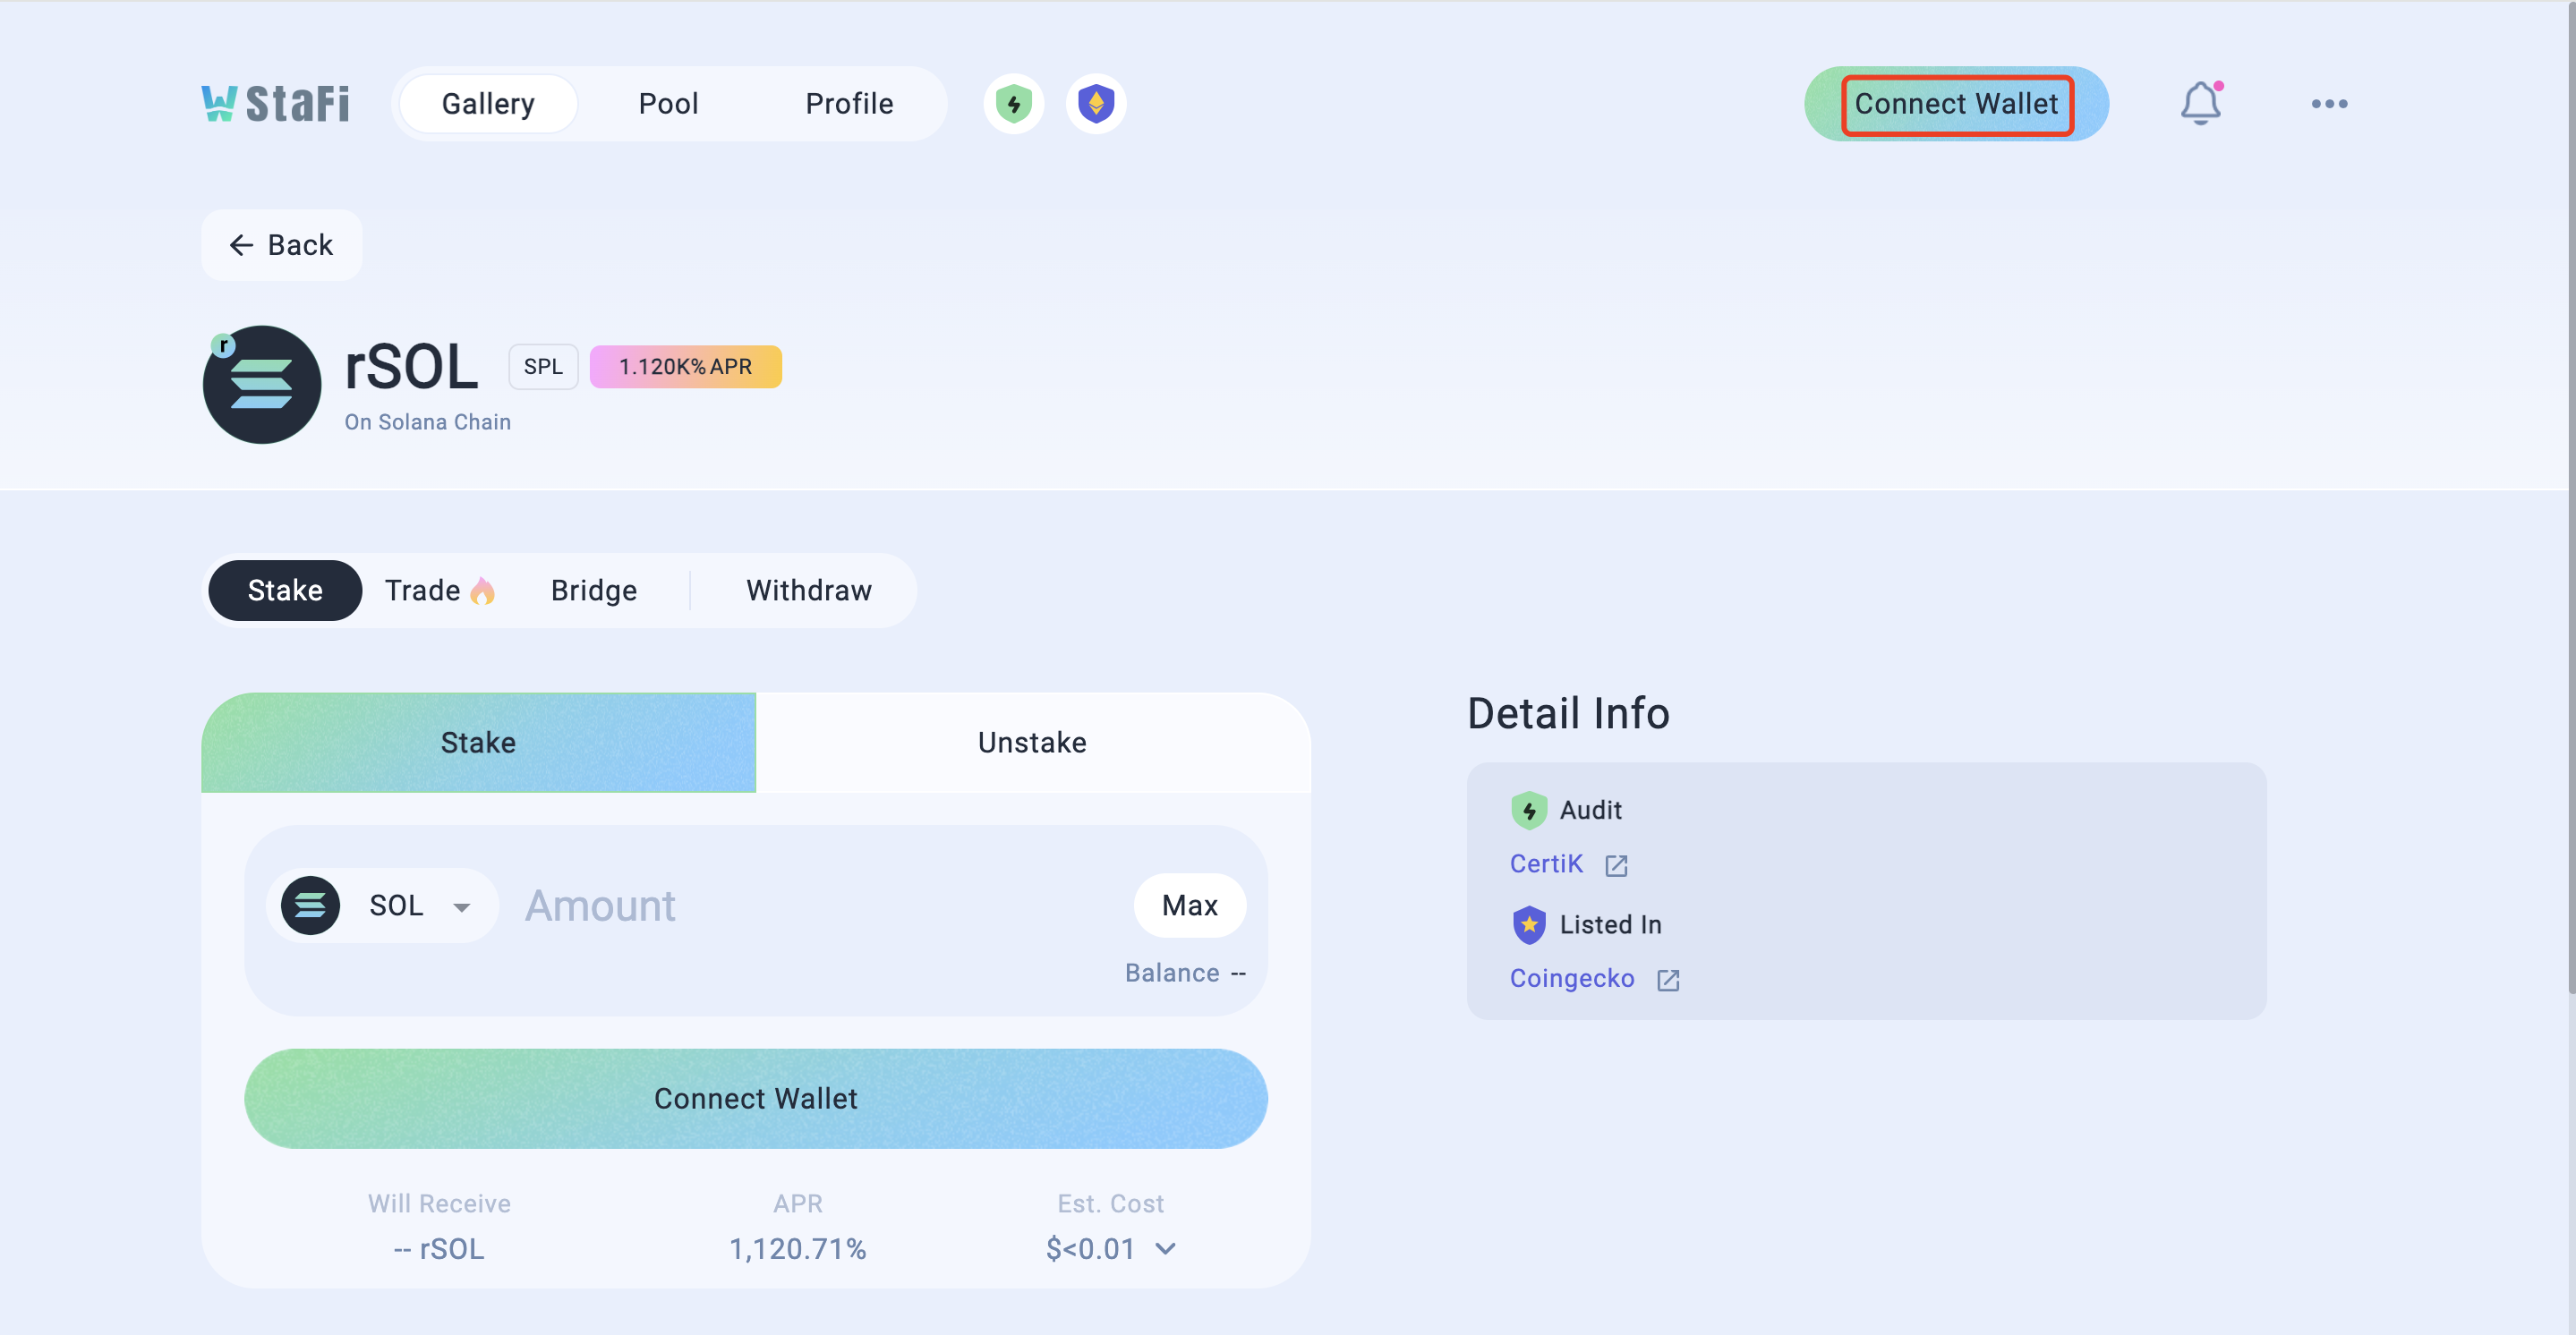 StaFi
Gallery
Pool
Profile
Connect Wallet
Back
r
rSOL
SPL
1.120K% APR
On Solana Chain
Stake
Trade
Bridge
Withdraw
Stake
Unstake
Detail Info
Audit
CertiK
Listed In
Coingecko
SOL
Amount
Max
Balance --
Connect Wallet
Will Receive
APR
Est. Cost
-- rSOL
1,120.71%
$<0.01